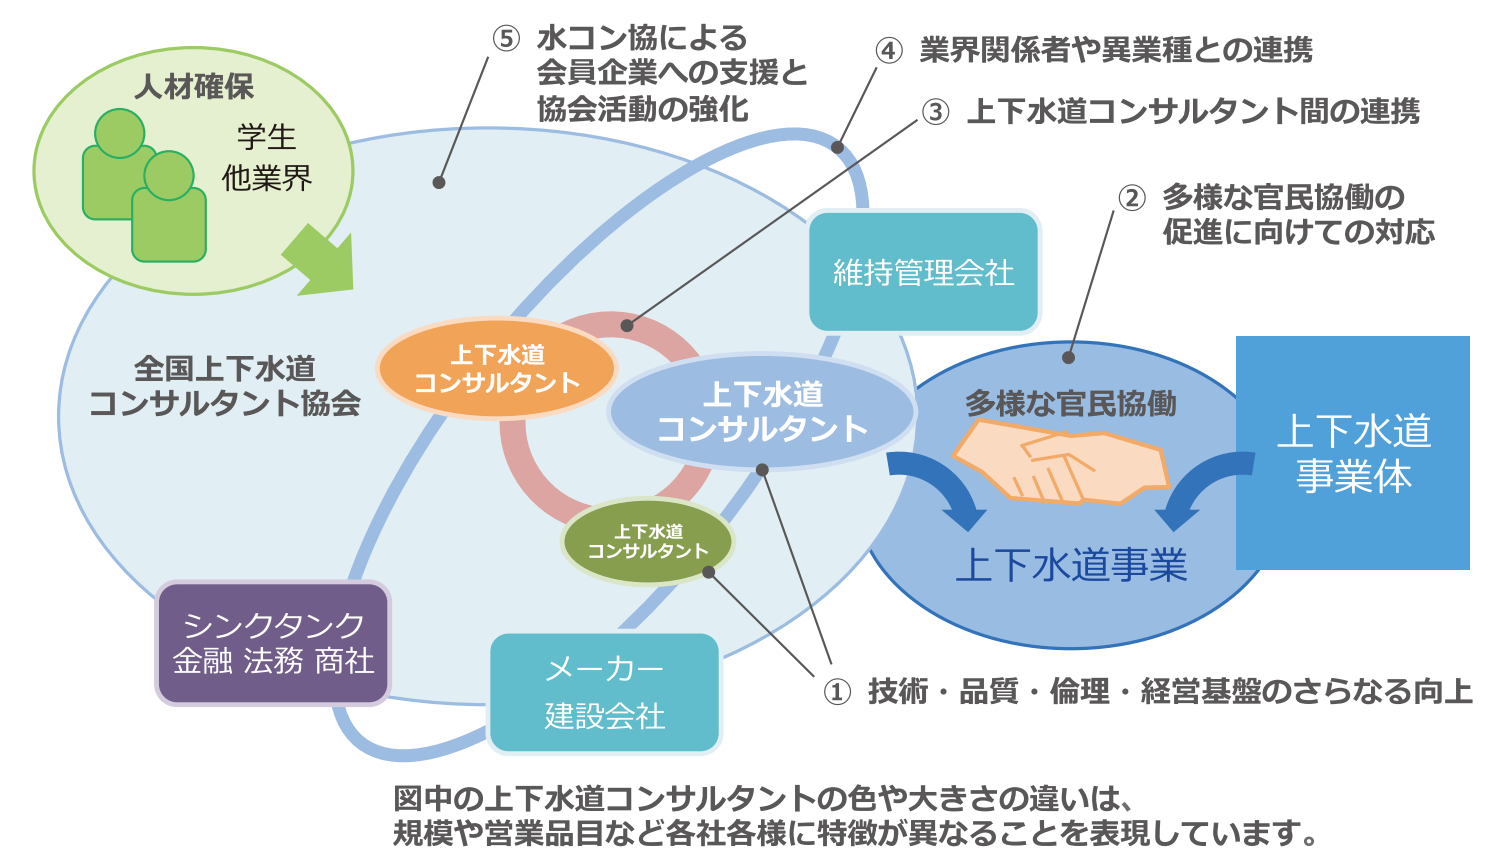 ⑤ 水コン協による
会員企業への支援と
協会活動の強化
④ 業界関係者や異業種との連携
③ 上下水道コンサルタント間の連携
② 多様な官民協働の
促進に向けての対応
人材確保
学生
他業界
維持管理会社
全国上下水道
コンサルタント協会
上下水道
コンサルタント
上下水道
コンサルタント
上下水道
コンサルタント
多様な官民協働
上下水道
事業体
上下水道事業
シンクタンク
金融 法務 商社
メーカー
建設会社
① 技術・品質・倫理・経営基盤のさらなる向上
図中の上下水道コンサルタントの色や大きさの違いは、
規模や営業品目など各社各様に特徴が異なることを表現しています。